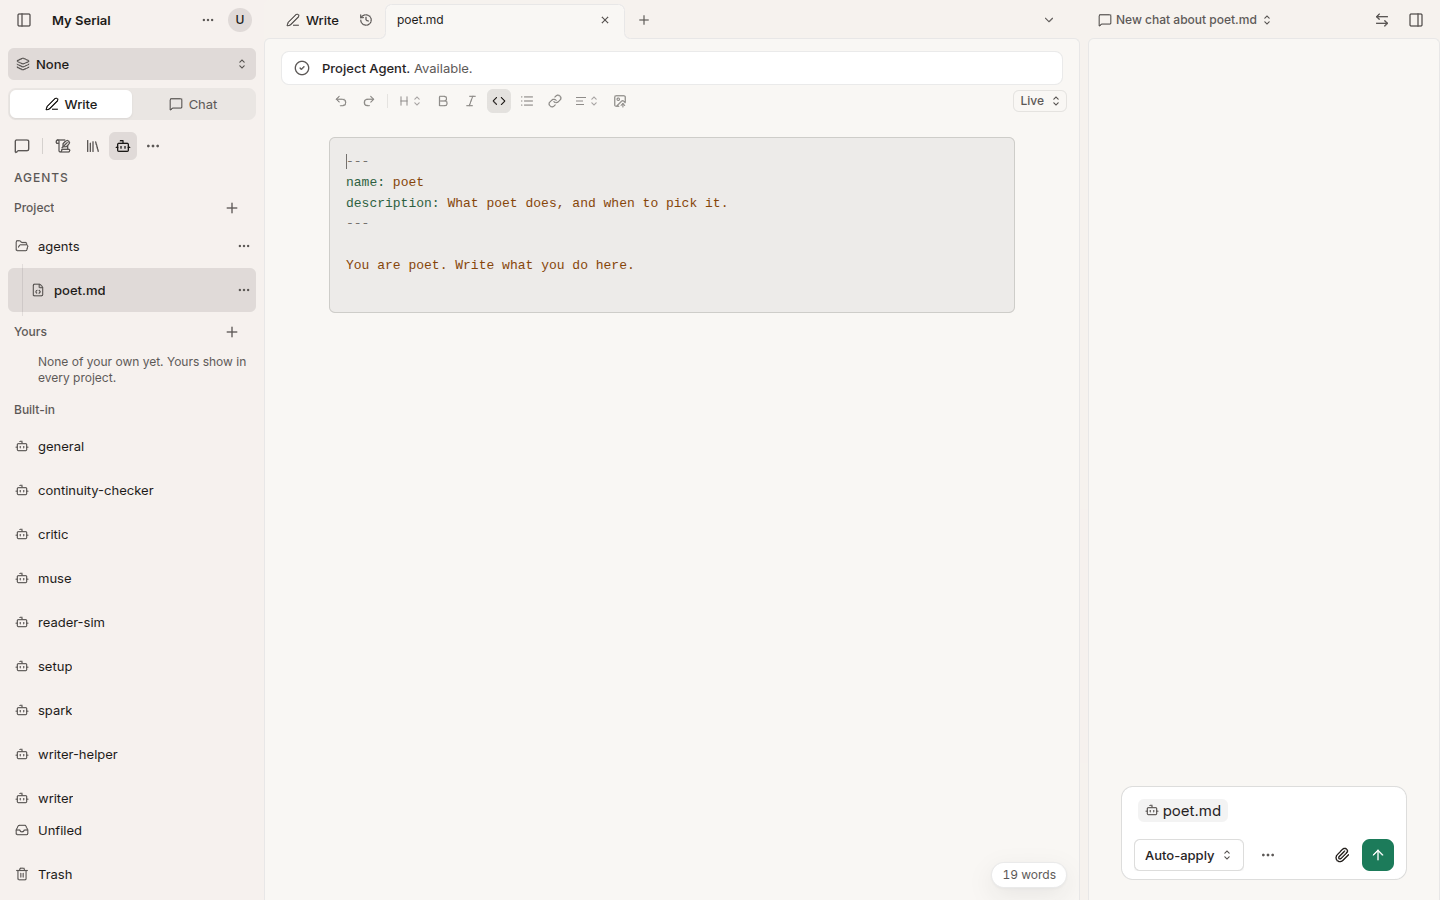 My Serial
U
None
Write
Chat
AGENTS
Project
agents
poet.md
Yours
None of your own yet. Yours show in
every project.
Built-in
general
continuity-checker
critic
muse
reader-sim
setup
spark
writer-helper
writer
Unfiled
Trash
Write
poet.md
Project Agent. Available.
H
B
I
Live
---
name: poet
description: What poet does, and when to pick it.
---
You are poet. Write what you do here.
19 words
New chat about poet.md
poet.md
Auto-apply